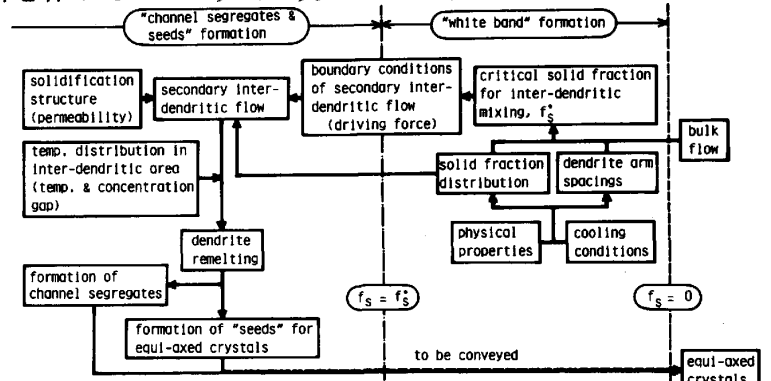 "channel segregates &
seeds" formation
"white band" formation
solidification
structure
(permeability)
secondary inter-
dendritic flow
boundary conditions
of secondary inter-
dendritic flow
(driving force)
critical solid fraction
for inter-dendritic
mixing, f*s
bulk
flow
temp. distribution in
inter-dendritic area
(temp. & concentration
gap)
solid fraction
distribution
dendrite arm
spacings
physical
properties
cooling
conditions
dendrite
remelting
formation of
channel segregates
fs = f*s
fs = 0
formation of "seeds" for
equi-axed crystals
to be conveyed
equi-axed
crystals